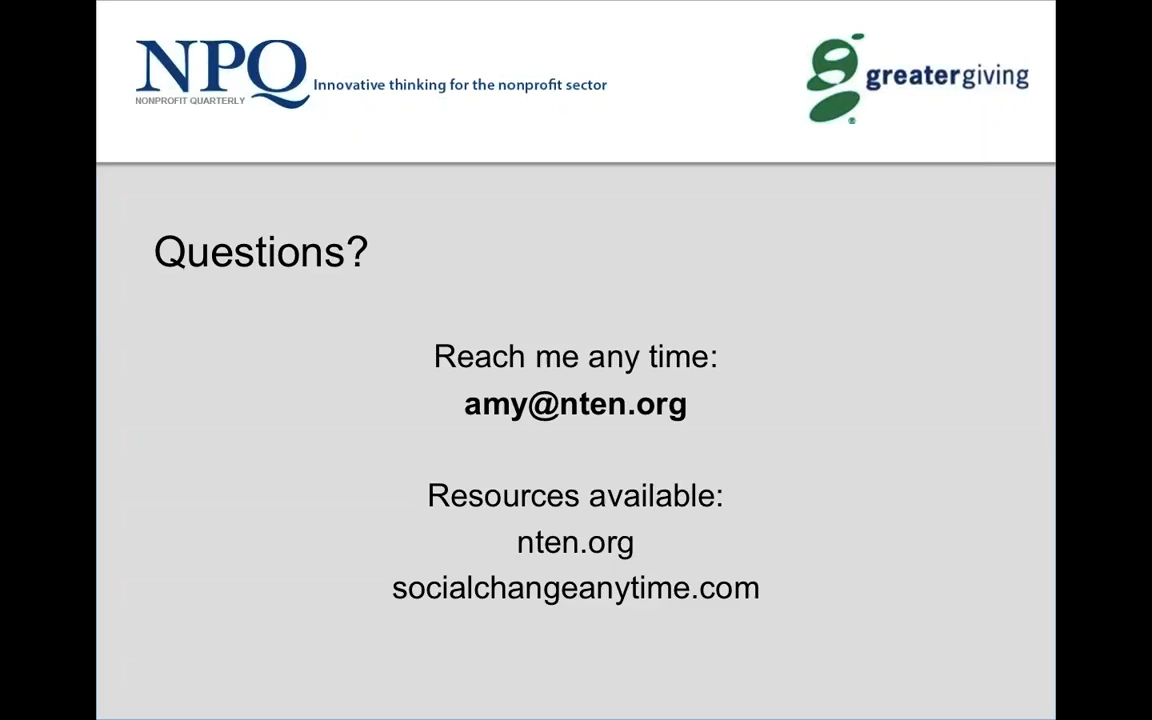 NPQ
NONPROFIT QUARTERLY
Innovative thinking for the nonprofit sector
greatergiving
®
Questions?
Reach me any time:
amy@nten.org
Resources available:
nten.org
socialchangeanytime.com